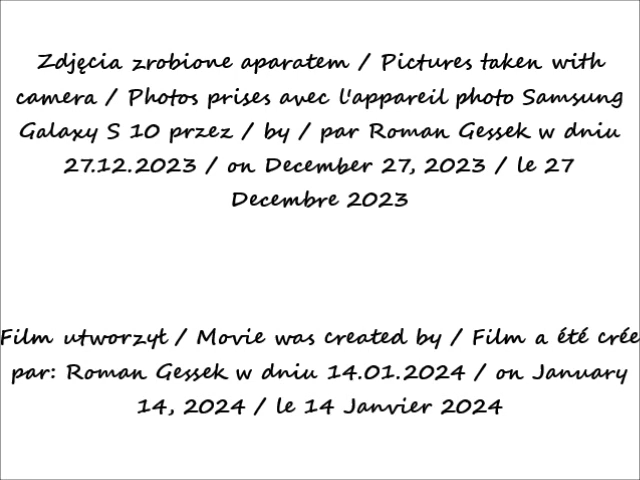 Zdjęcia zrobione aparatem / Pictures taken with
camera / Photos prises avec l'appareil photo Samsung
Galaxy S 10 przez / by / par Roman Gessek w dniu
27.12.2023 / on December 27, 2023 / le 27
Decembre 2023
Film utworzył / Movie was created by / Film a été crée
par: Roman Gessek w dniu 14.01.2024 / on January
14, 2024 / le 14 Janvier 2024